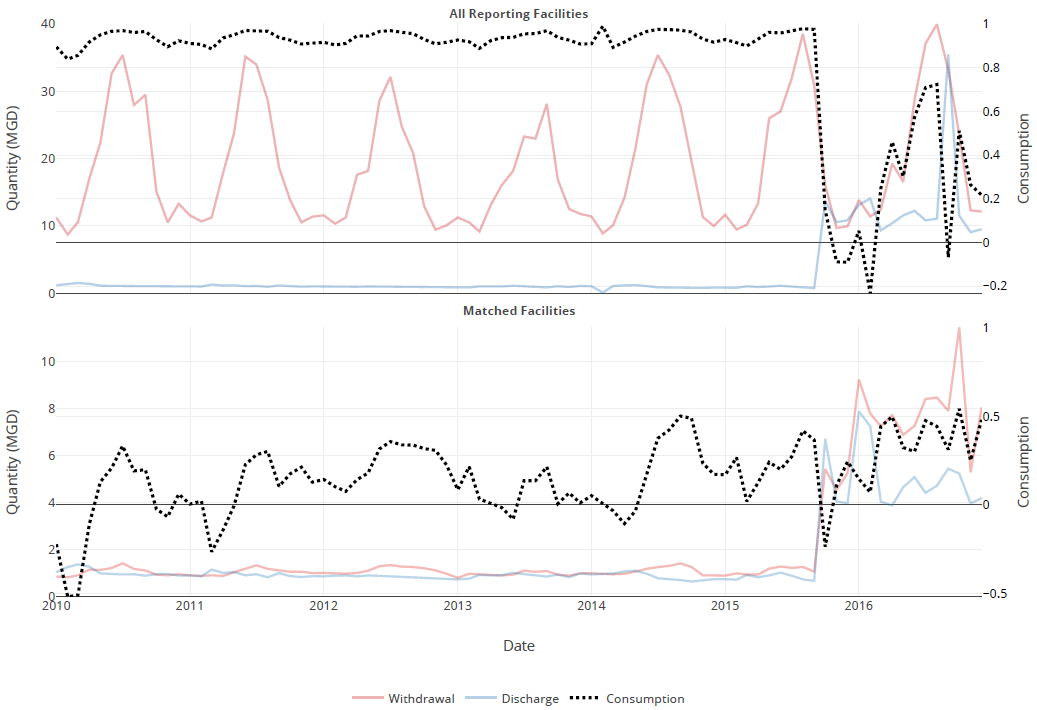 All Reporting Facilities
40
30
20
10
0
Quantity (MGD)
1
0.8
0.6
0.4
0.2
0
−0.2
Consumption
Matched Facilities
10
8
6
4
2
0
Quantity (MGD)
1
0.5
0
−0.5
Consumption
2010 2011 2012 2013 2014 2015 2016
Date
Withdrawal Discharge Consumption